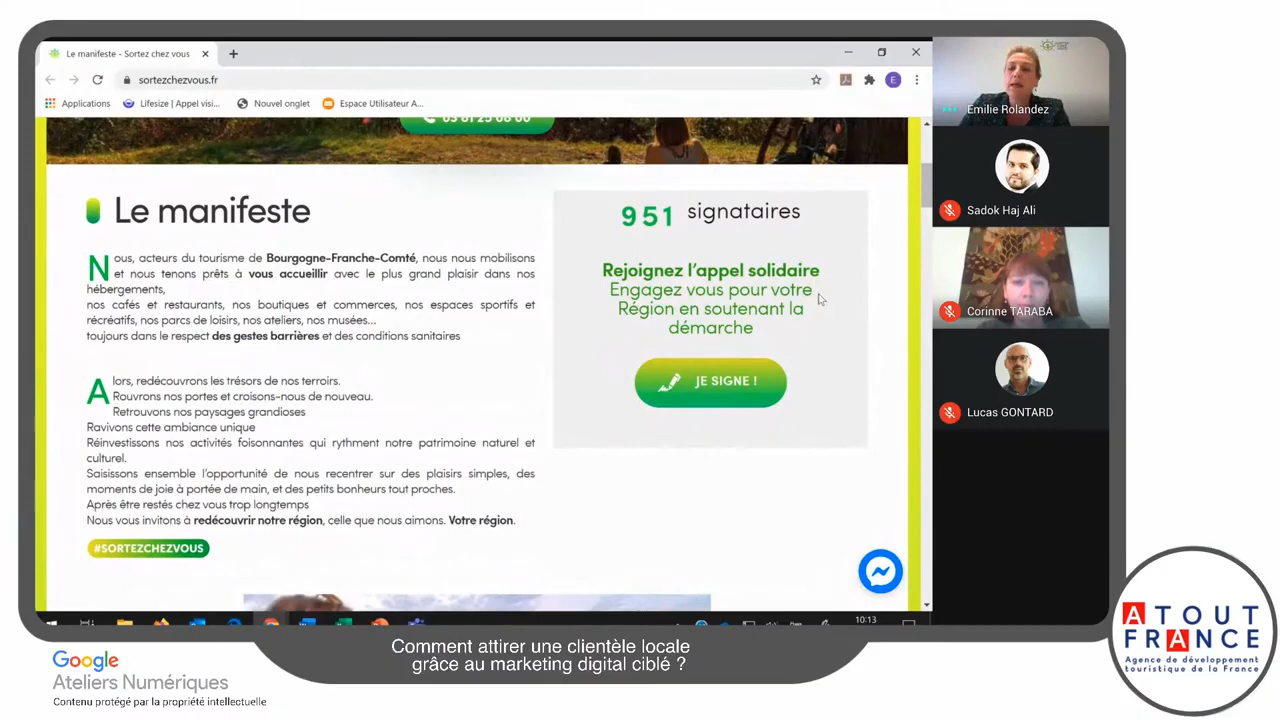 Le manifeste - Sortez chez vous
sortezchezvous.fr
E
Applications
Lifesize | Appel visi...
Nouvel onglet
Espace Utilisateur A...
03 81 25 08 00
Le manifeste
Nous, acteurs du tourisme de Bourgogne-Franche-Comté, nous nous mobilisons
et nous tenons prêts à vous accueillir avec le plus grand plaisir dans nos
hébergements,
nos cafés et restaurants, nos boutiques et commerces, nos espaces sportifs et
récréatifs, nos parcs de loisirs, nos ateliers, nos musées...
toujours dans le respect des gestes barrières et des conditions sanitaires
Alors, redécouvrons les trésors de nos terroirs.
Rouvrons nos portes et croisons-nous de nouveau.
Retrouvons nos paysages grandioses
Ravivons cette ambiance unique
Réinvestissons nos activités foisonnantes qui rythment notre patrimoine naturel et
culturel.
Saisissons ensemble l'opportunité de nous recentrer sur des plaisirs simples, des
moments de joie à portée de main, et des petits bonheurs tout proches.
Après être restés chez vous trop longtemps
Nous vous invitons à redécouvrir notre région, celle que nous aimons. Votre région.
#SORTEZCHEZVOUS
951 signataires
Rejoignez l'appel solidaire
Engagez vous pour votre
Région en soutenant la
démarche
JE SIGNE !
Emilie Rolandez
Sadok Haj Ali
Corinne TARABA
Lucas GONTARD
10:13
Comment attirer une clientèle locale
grâce au marketing digital ciblé ?
Google
Ateliers Numériques
Contenu protégé par la propriété intellectuelle
ATOUT
FRANCE
Agence de développement
touristique de la France